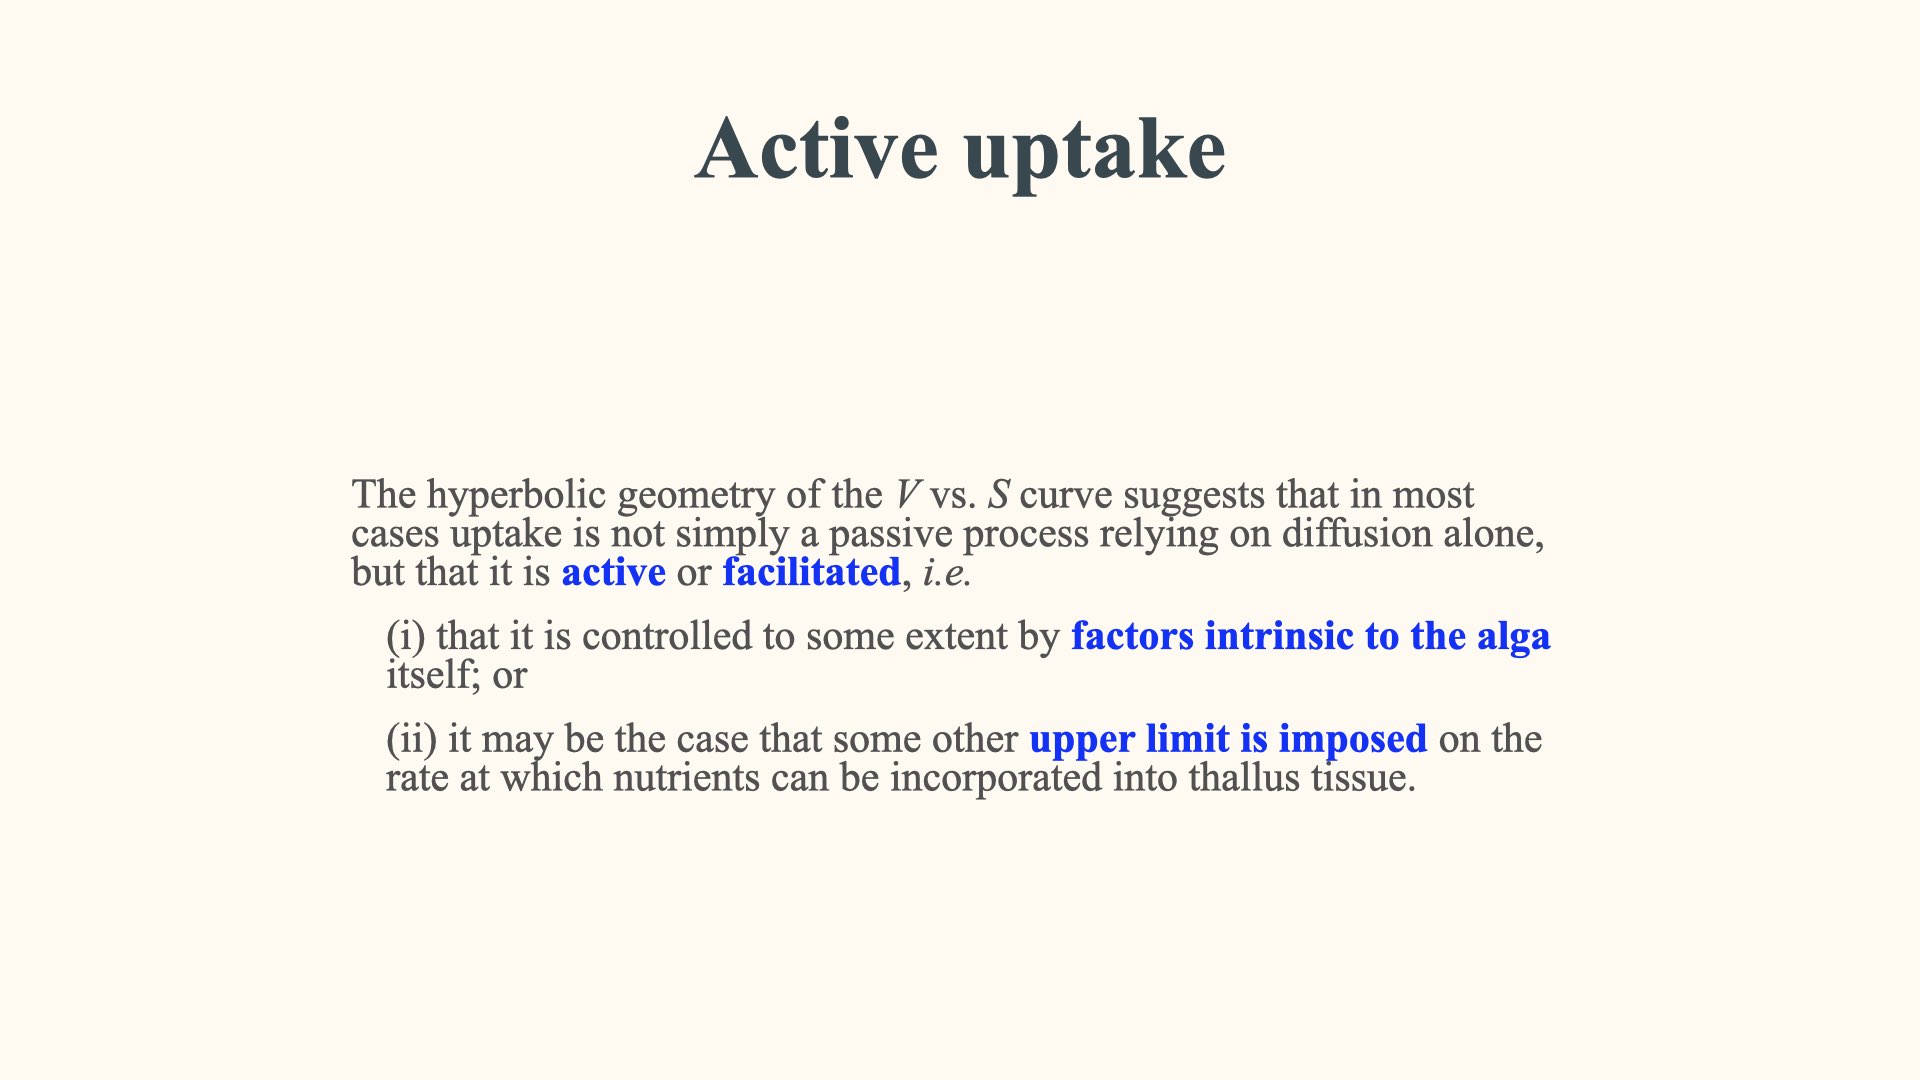 Active uptake
The hyperbolic geometry of the V vs. S curve suggests that in most
cases uptake is not simply a passive process relying on diffusion alone,
but that it is active or facilitated, i.e.
(i) that it is controlled to some extent by factors intrinsic to the alga
itself; or
(ii) it may be the case that some other upper limit is imposed on the
rate at which nutrients can be incorporated into thallus tissue.